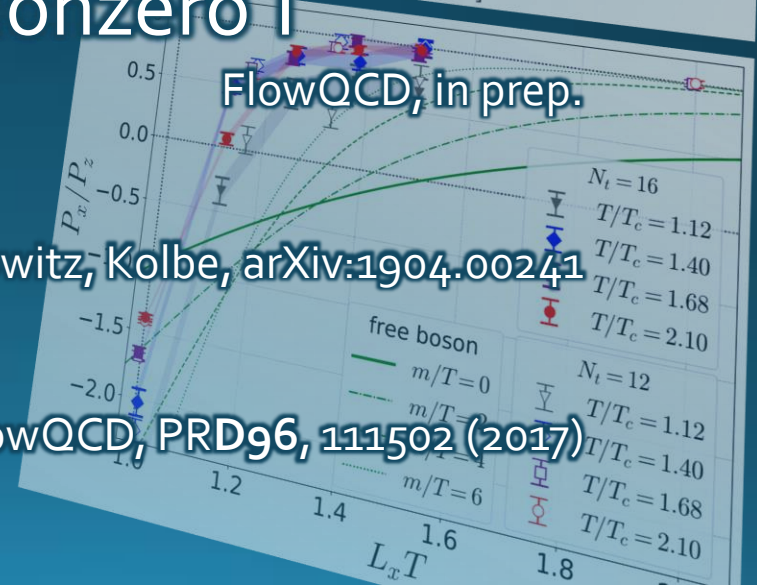 onzero T
0.5
FlowQCD, in prep.
0.0
P_x/P_z
−0.5
N_t = 16
T/T_c = 1.12
T/T_c = 1.40
T/T_c = 1.68
T/T_c = 2.10
witz, Kolbe, arXiv:1904.00241
−1.5
free boson
m/T = 0
m/T
m/T = 6
N_t = 12
T/T_c = 1.12
T/T_c = 1.40
T/T_c = 1.68
T/T_c = 2.10
−2.0
owQCD, PRD96, 111502 (2017)
1.0
1.2
1.4
1.6
1.8
L_xT